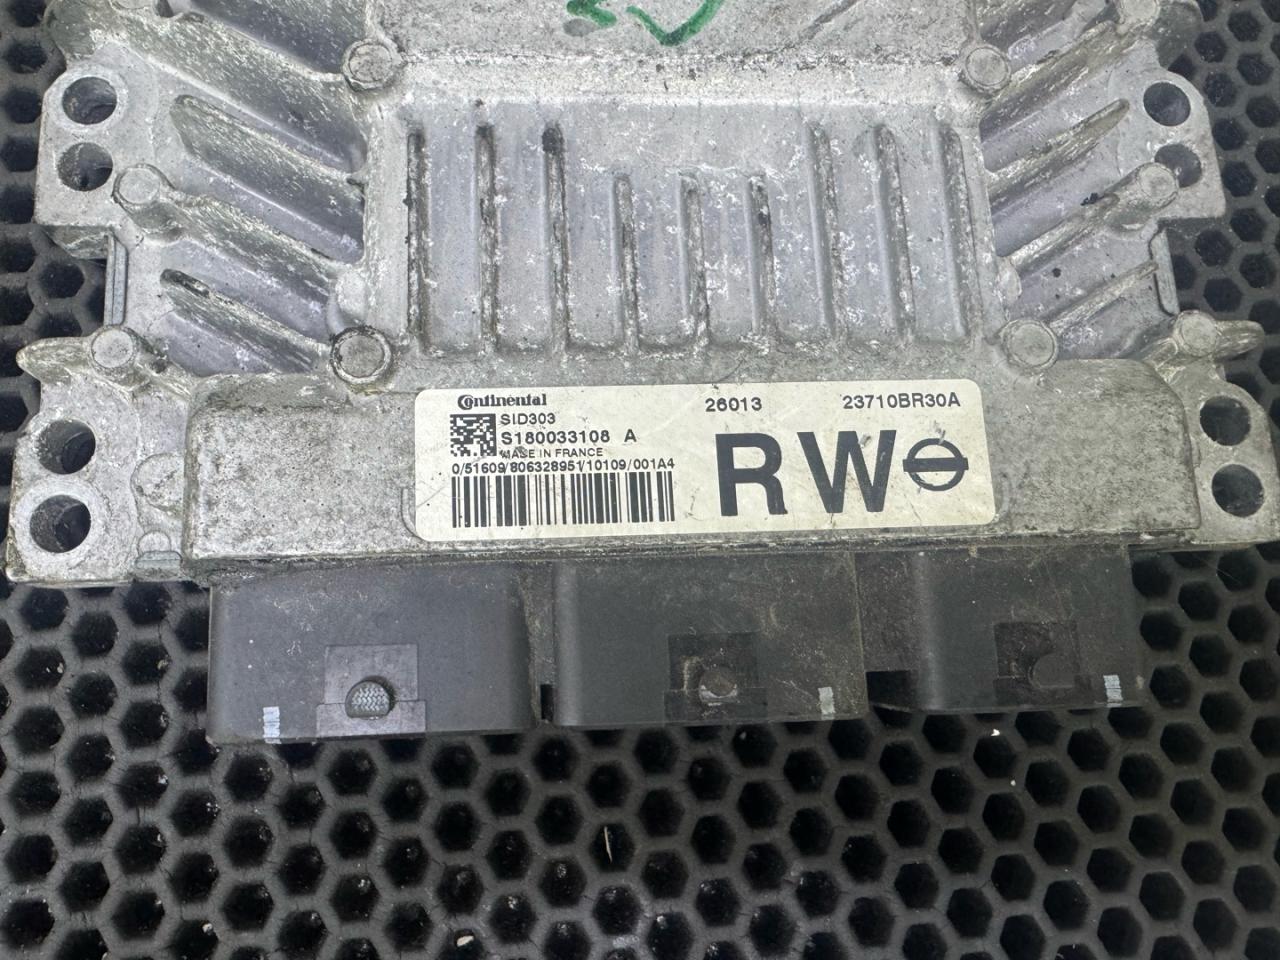 Continental
SID303
S180033108 A
MADE IN FRANCE
0/51609/806328951/10109/001A4
26013
23710BR30A
RW